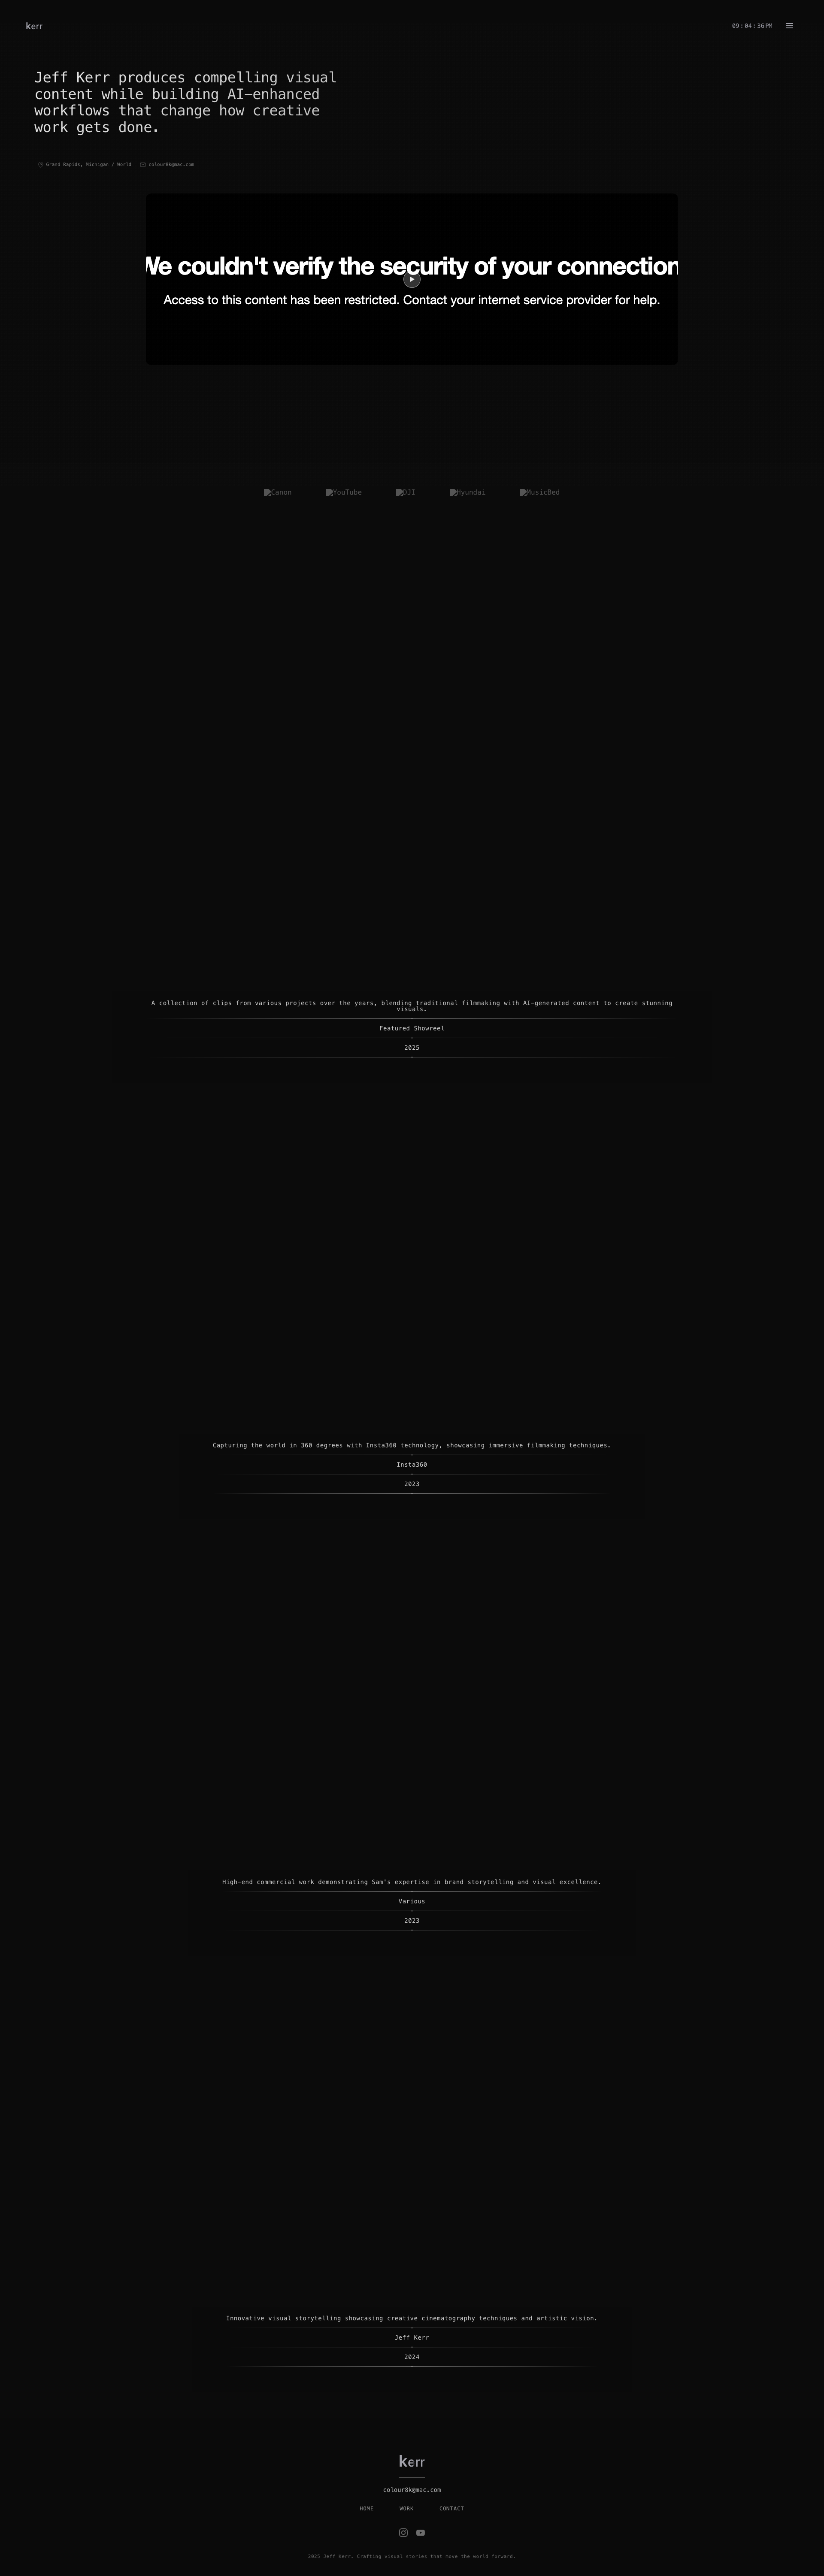 kerr
09:04:36PM
Jeff Kerr produces compelling visual
content while building AI-enhanced
workflows that change how creative
work gets done.
Grand Rapids, Michigan / World
colour8k@mac.com
We couldn't verify the security of your connection
Access to this content has been restricted. Contact your internet service provider for help.
Canon
YouTube
DJI
Hyundai
MusicBed
A collection of clips from various projects over the years, blending traditional filmmaking with AI-generated content to create stunning
visuals.
Featured Showreel
2025
Capturing the world in 360 degrees with Insta360 technology, showcasing immersive filmmaking techniques.
Insta360
2023
High-end commercial work demonstrating Sam's expertise in brand storytelling and visual excellence.
Various
2023
Innovative visual storytelling showcasing creative cinematography techniques and artistic vision.
Jeff Kerr
2024
kerr
colour8k@mac.com
HOME WORK CONTACT
2025 Jeff Kerr. Crafting visual stories that move the world forward.